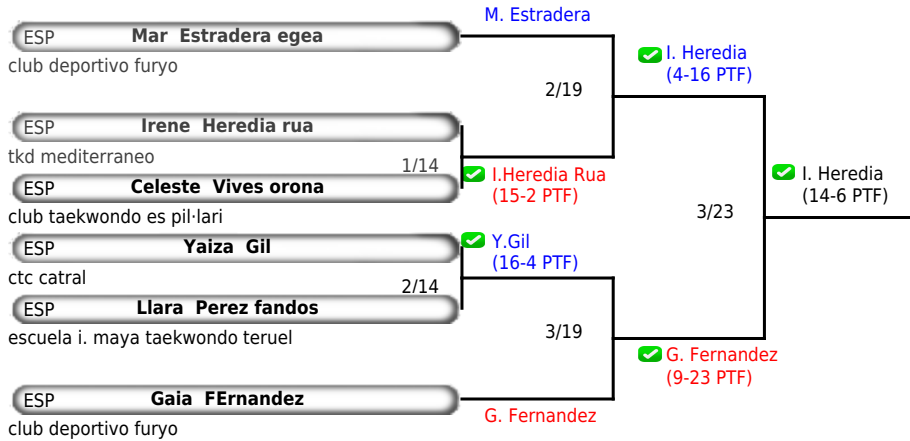 M. Estradera
ESP Mar Estradera egea
club deportivo furyo
I. Heredia
(4-16 PTF)
2/19
ESP Irene Heredia rua
tkd mediterraneo
1/14
I.Heredia Rua
(15-2 PTF)
ESP Celeste Vives orona
club taekwondo es pil·lari
I. Heredia
(14-6 PTF)
3/23
ESP Yaiza Gil
ctc catral
Y.Gil
(16-4 PTF)
2/14
ESP Llara Perez fandos
escuela i. maya taekwondo teruel
3/19
G. Fernandez
(9-23 PTF)
ESP Gaia FErnandez
club deportivo furyo
G. Fernandez